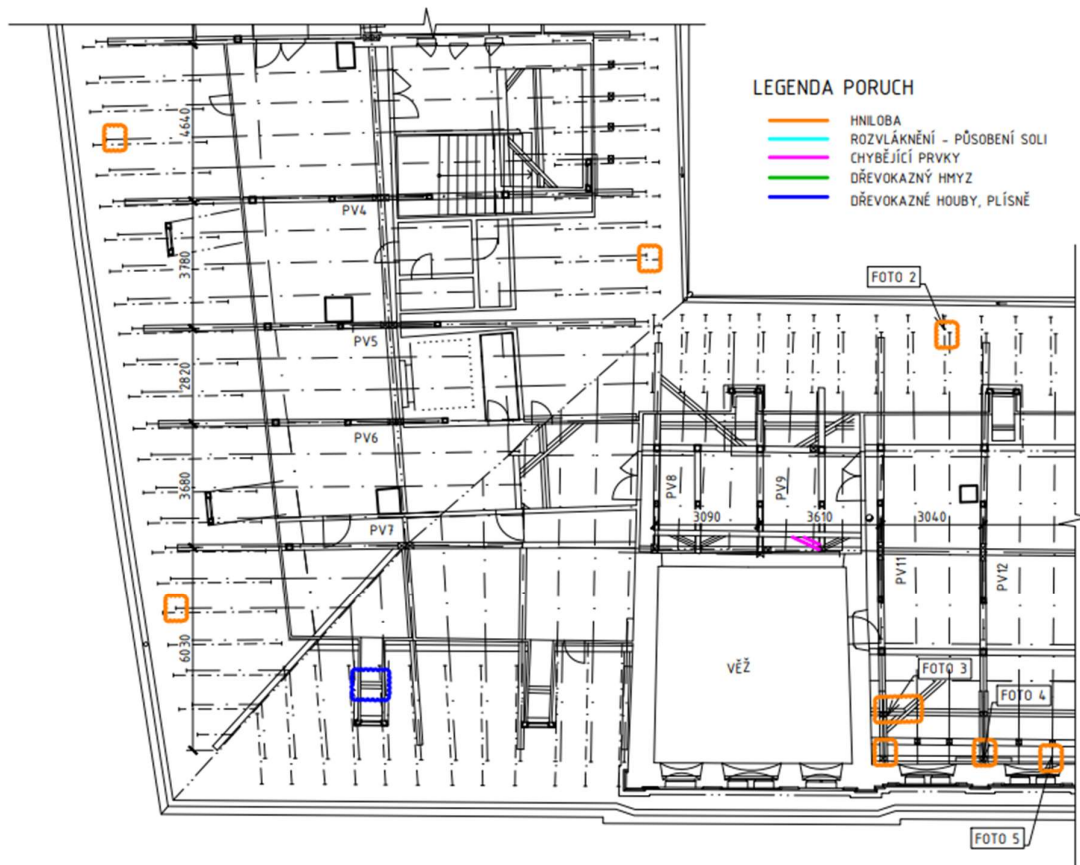 LEGENDA PORUCH
HNILOBA
ROZVLÁKNĚNÍ - PŮSOBENÍ SOLI
CHYBĚJÍCÍ PRVKY
DŘEVOKAZNÝ HMYZ
DŘEVOKAZNÉ HOUBY, PLÍSNĚ
4640
PV4
3780
FOTO 2
PV5
2820
PV6
3680
PV7
PV8
PV9
3090
3610
3040
PV11
PV12
6030
VĚŽ
FOTO 3
FOTO 4
FOTO 5